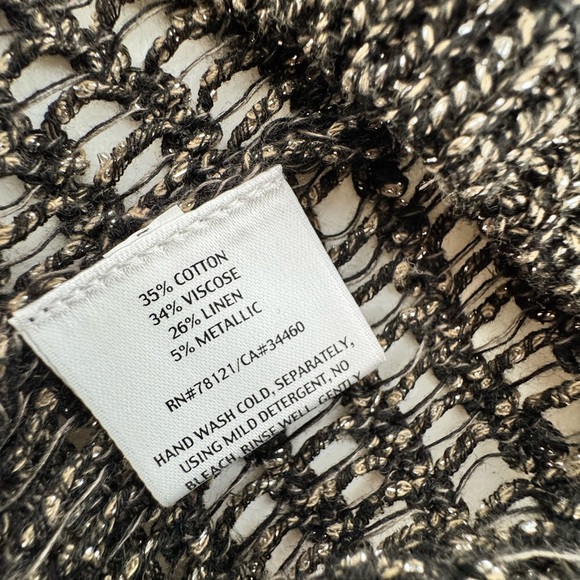 35% COTTON
34% VISCOSE
26% LINEN
5% METALLIC
RN#78121/CA#34460
HAND WASH COLD, SEPARATELY,
USING MILD DETERGENT, NO
BLEACH, RINSE WELL, GENTLY